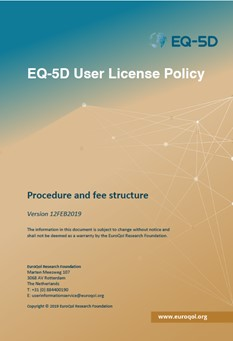 EQ-5D
EQ-5D User License Policy
Procedure and fee structure
Version 12FEB2019
The information in this document is subject to change without notice and
shall not be deemed as a warranty by the EuroQol Research Foundation.
EuroQol Research Foundation
Marten Meesweg 107
3068 AV Rotterdam
The Netherlands
T: +31 (0) 884400190
E: userinformationservice@euroqol.org
Copyright © 2019 EuroQol Research Foundation
www.euroqol.org